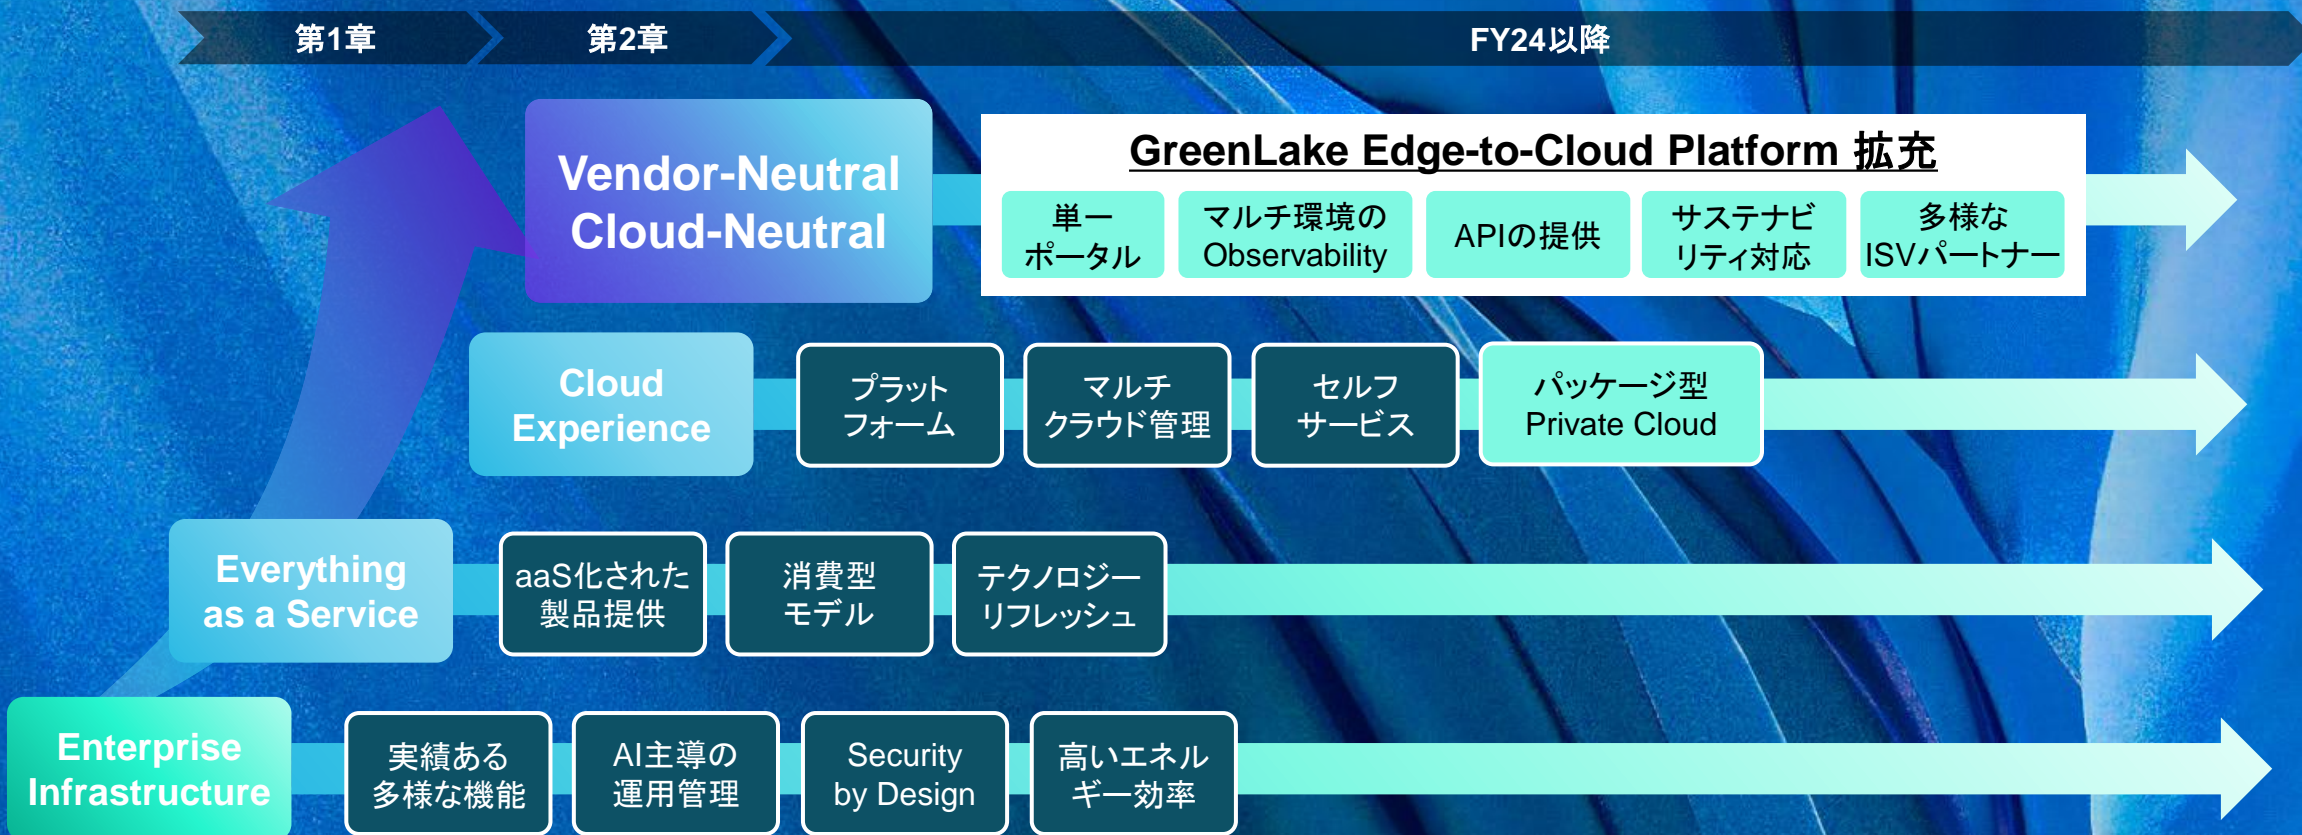 第1章
第2章
FY24以降
Vendor-Neutral
Cloud-Neutral
GreenLake Edge-to-Cloud Platform 拡充
単一
ポータル
マルチ環境の
Observability
APIの提供
サステナビ
リティ対応
多様な
ISVパートナー
Cloud
Experience
プラット
フォーム
マルチ
クラウド管理
セルフ
サービス
パッケージ型
Private Cloud
Everything
as a Service
aaS化された
製品提供
消費型
モデル
テクノロジー
リフレッシュ
Enterprise
Infrastructure
実績ある
多様な機能
AI主導の
運用管理
Security
by Design
高いエネル
ギー効率